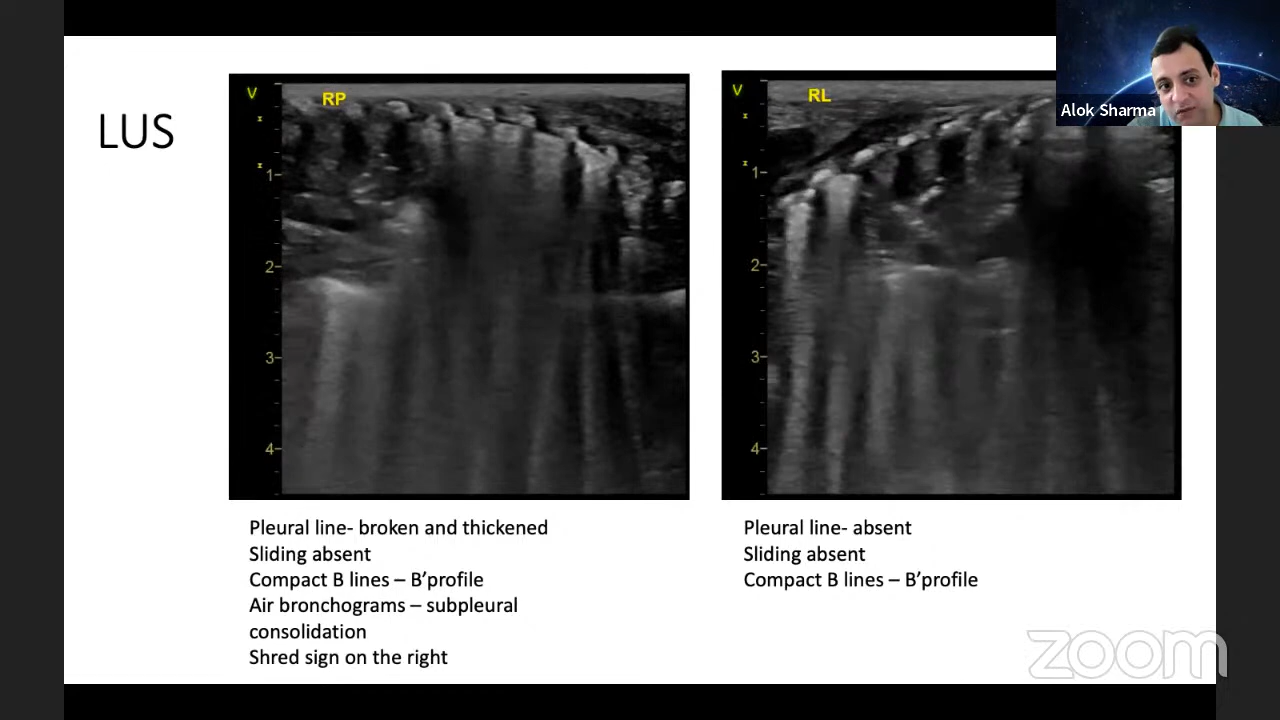 LUS
V
RP
1
2
3
4
V
RL
1
2
3
4
Alok Sharma
Pleural line- broken and thickened
Sliding absent
Compact B lines – B’profile
Air bronchograms – subpleural
consolidation
Shred sign on the right
Pleural line- absent
Sliding absent
Compact B lines – B’profile
zoom